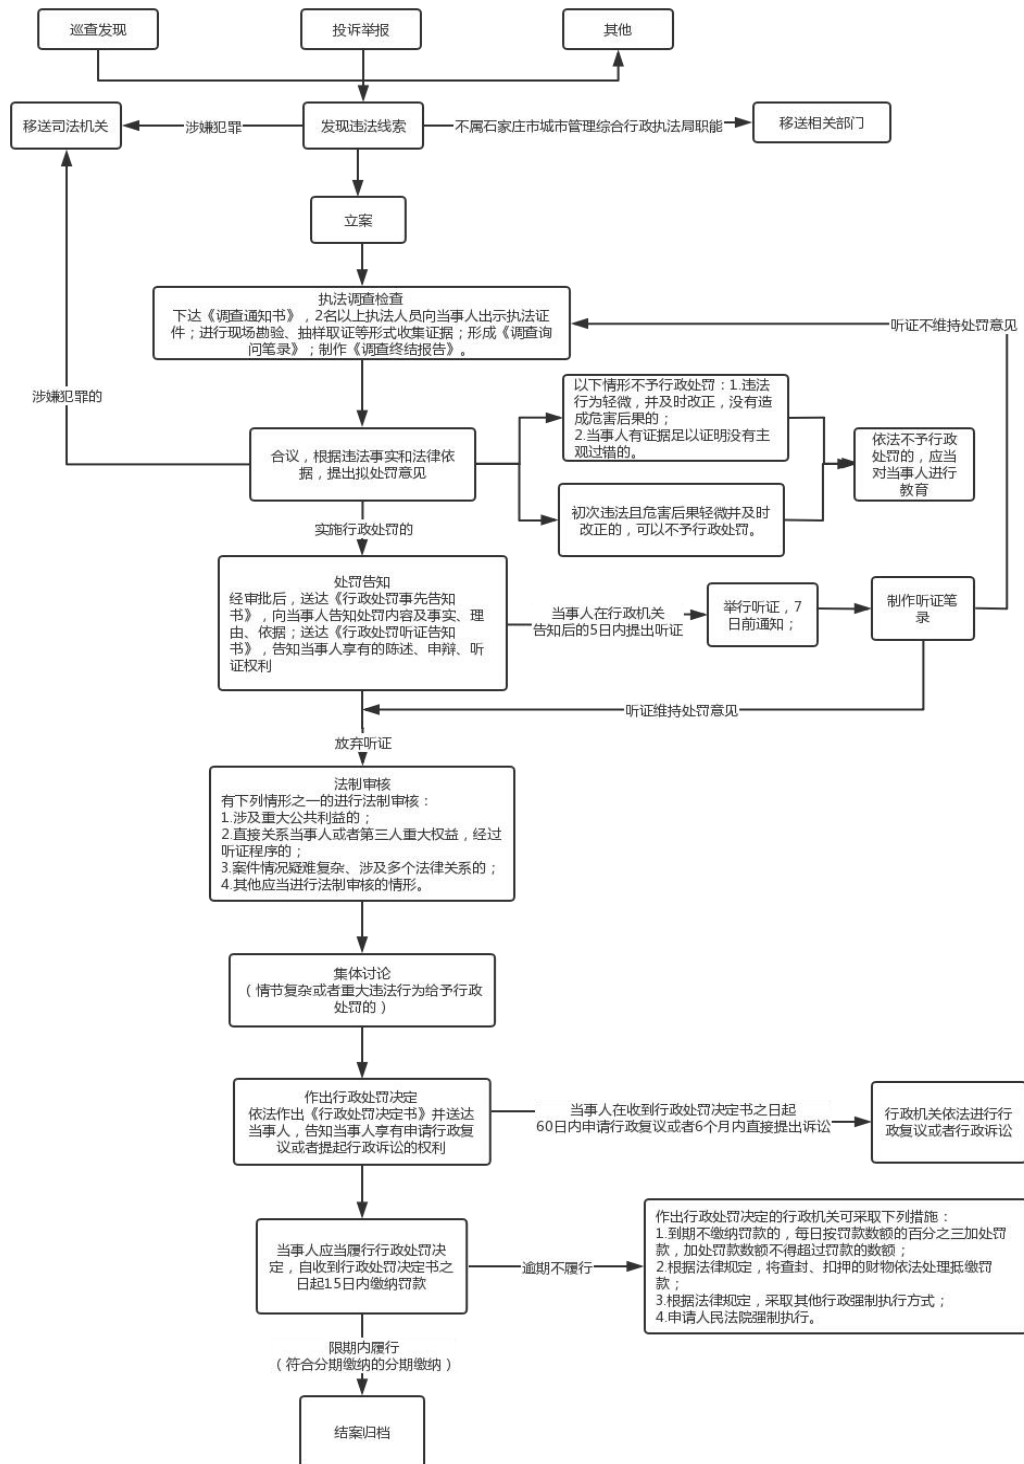 巡查发现
投诉举报
其他
移送司法机关
涉嫌犯罪
发现违法线索
不属石家庄市城市管理综合行政执法局职能
移送相关部门
立案
执法调查检查
下达《调查通知书》，2名以上执法人员向当事人出示执法证
件；进行现场勘验、抽样取证等形式收集证据；形成《调查询
问笔录》；制作《调查终结报告》。
听证不维持处罚意见
涉嫌犯罪的
合议，根据违法事实和法律依
据，提出拟处罚意见
以下情形不予行政处罚：1.违法
行为轻微，并及时改正，没有造
成危害后果的；
2.当事人有证据足以证明没有主
观过错的。
初次违法且危害后果轻微并及时
改正的，可以不予行政处罚。
依法不予行政
处罚的，应当
对当事人进行
教育
实施行政处罚的
处罚告知
经审批后，送达《行政处罚事先告知
书》，向当事人告知处罚内容及事实、理
由、依据；送达《行政处罚听证告知
书》，告知当事人享有的陈述、申辩、听
证权利
当事人在行政机关
告知后的5日内提出听证
举行听证，7
日前通知；
制作听证笔
录
听证维持处罚意见
放弃听证
法制审核
有下列情形之一的进行法制审核：
1.涉及重大公共利益的；
2.直接关系当事人或者第三人重大权益，经过
听证程序的；
3.案件情况疑难复杂、涉及多个法律关系的；
4.其他应当进行法制审核的情形。
集体讨论
（情节复杂或者重大违法行为给予行政
处罚的）
作出行政处罚决定
依法作出《行政处罚决定书》并送达
当事人，告知当事人享有申请行政复
议或者提起行政诉讼的权利
当事人在收到行政处罚决定书之日起
60日内申请行政复议或者6个月内直接提出诉讼
行政机关依法进行行
政复议或者行政诉讼
当事人应当履行行政处罚决
定，自收到行政处罚决定书之
日起15日内缴纳罚款
逾期不履行
作出行政处罚决定的行政机关可采取下列措施：
1.到期不缴纳罚款的，每日按罚款数额的百分之三加处罚
款，加处罚款数额不得超过罚款的数额；
2.根据法律规定，将查封、扣押的财物依法处理抵缴罚
款；
3.根据法律规定，采取其他行政强制执行方式；
4.申请人民法院强制执行。
限期内履行
（符合分期缴纳的分期缴纳）
结案归档